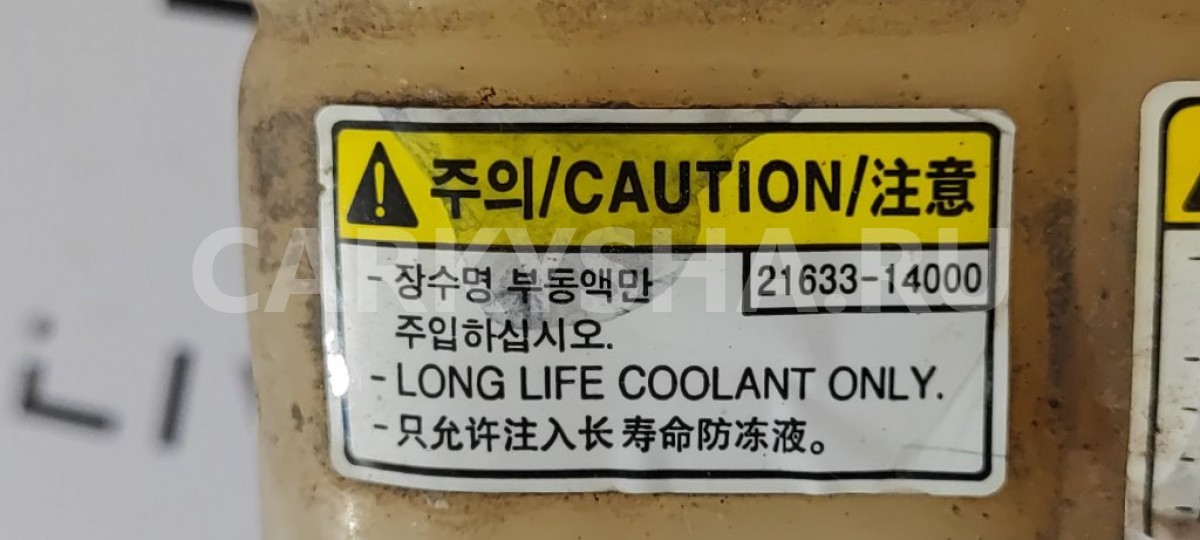 주의/CAUTION/注意
21633-14000
- 장수명 부동액만
주입하십시오.
- LONG LIFE COOLANT ONLY.
- 只允许注入长寿命防冻液。
CARKYSHA.RU